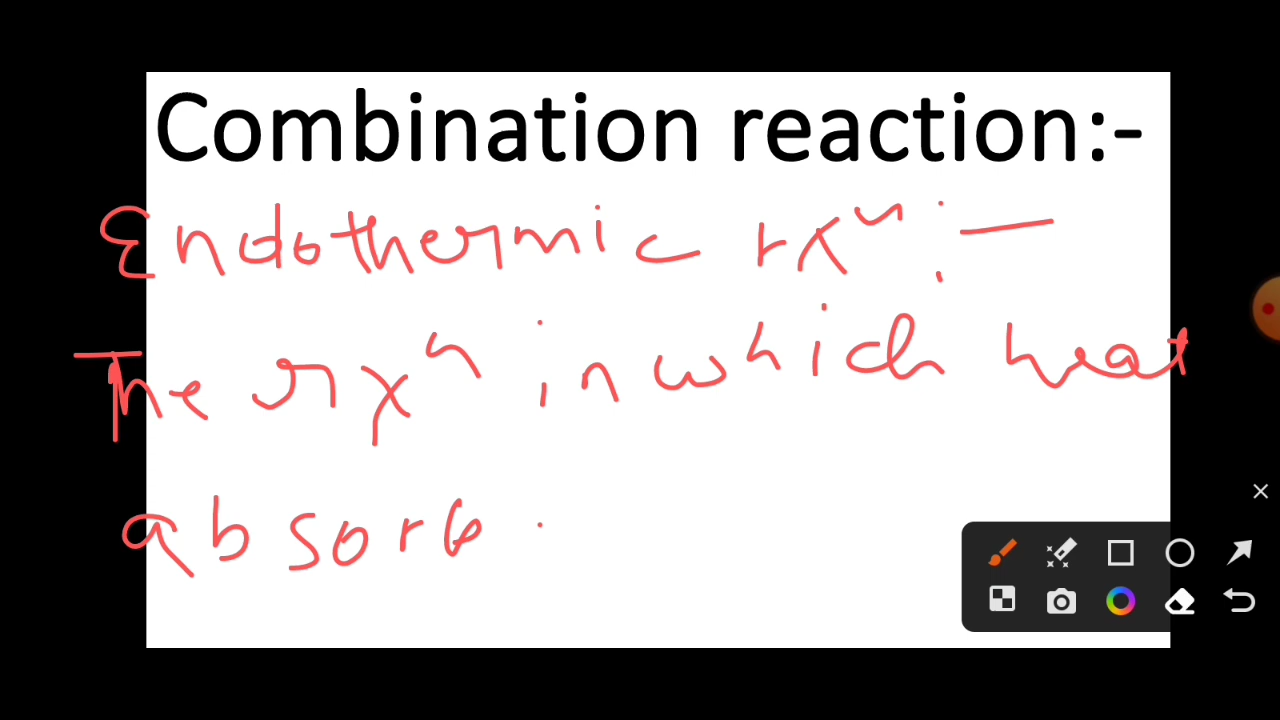 Combination reaction:-
Endothermic rxn :-
The rxn in which heat
absorb .